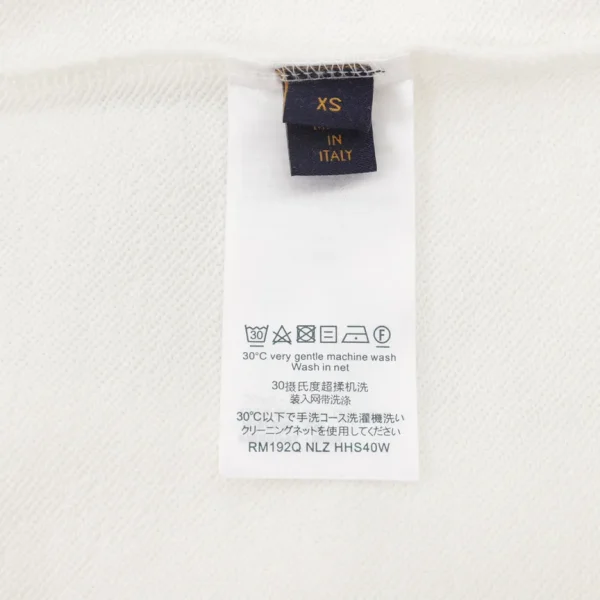 XS
IN
ITALY
30
F
30°C very gentle machine wash
Wash in net
30摄氏度超揉机洗
装入网带洗涤
30℃以下で手洗コース洗濯機洗い
クリーニングネットを使用してください
RM192Q NLZ HHS40W